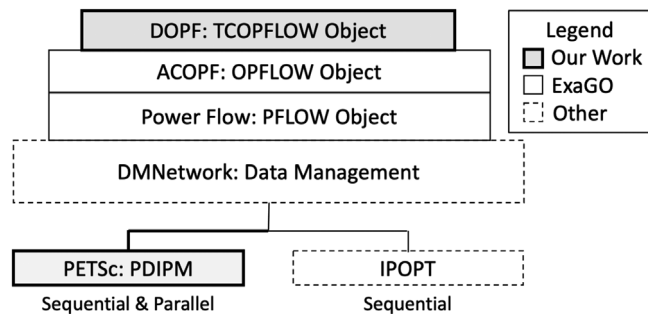 DOPF: TCOPFLOW Object
ACOPF: OPFLOW Object
Power Flow: PFLOW Object
DMNetwork: Data Management
PETSc: PDIPM
IPOPT
Sequential & Parallel
Sequential
Legend
Our Work
ExaGO
Other